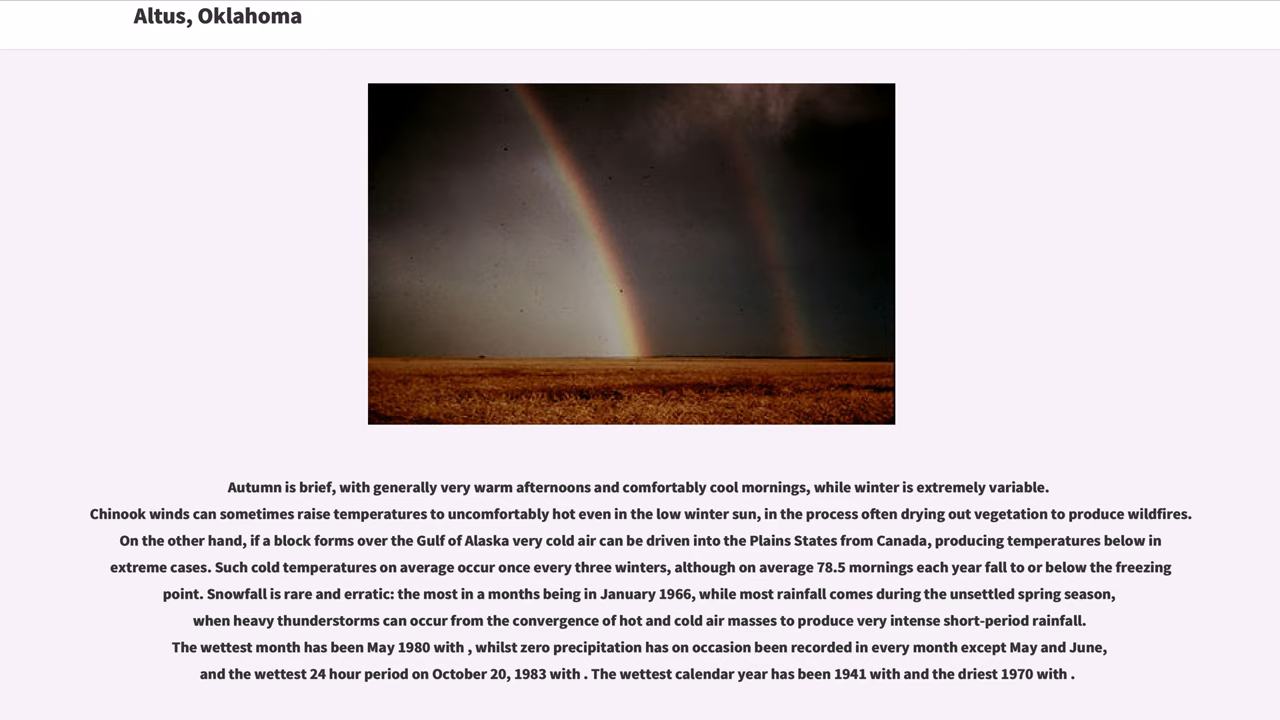 Altus, Oklahoma
Autumn is brief, with generally very warm afternoons and comfortably cool mornings, while winter is extremely variable.
Chinook winds can sometimes raise temperatures to uncomfortably hot even in the low winter sun, in the process often drying out vegetation to produce wildfires.
On the other hand, if a block forms over the Gulf of Alaska very cold air can be driven into the Plains States from Canada, producing temperatures below in
extreme cases. Such cold temperatures on average occur once every three winters, although on average 78.5 mornings each year fall to or below the freezing
point. Snowfall is rare and erratic: the most in a months being in January 1966, while most rainfall comes during the unsettled spring season,
when heavy thunderstorms can occur from the convergence of hot and cold air masses to produce very intense short-period rainfall.
The wettest month has been May 1980 with , whilst zero precipitation has on occasion been recorded in every month except May and June,
and the wettest 24 hour period on October 20, 1983 with . The wettest calendar year has been 1941 with and the driest 1970 with .